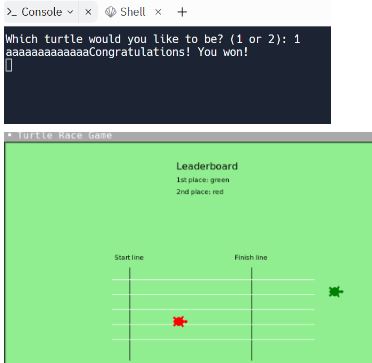 Console
Shell
Which turtle would you like to be? (1 or 2): 1
aaaaaaaaaaaaaCongratulations! You won!
Turtle Race Game
Leaderboard
1st place: green
2nd place: red
Start line
Finish line